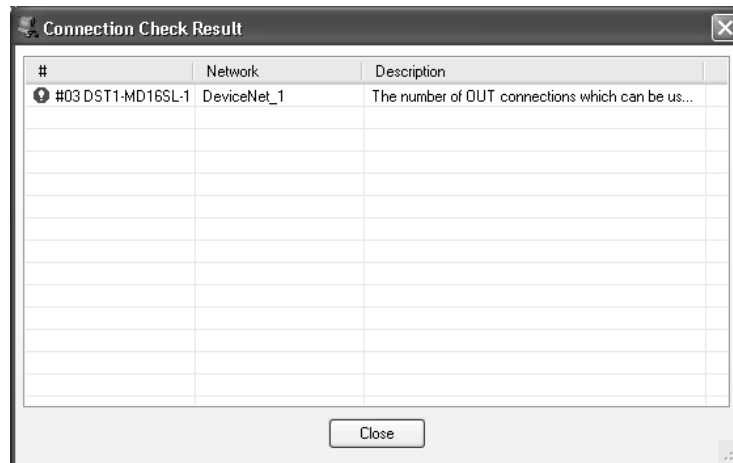 Connection Check Result
# Network Description
#03 DST1-MD16SL-1 DeviceNet_1 The number of OUT connections which can be us...
Close